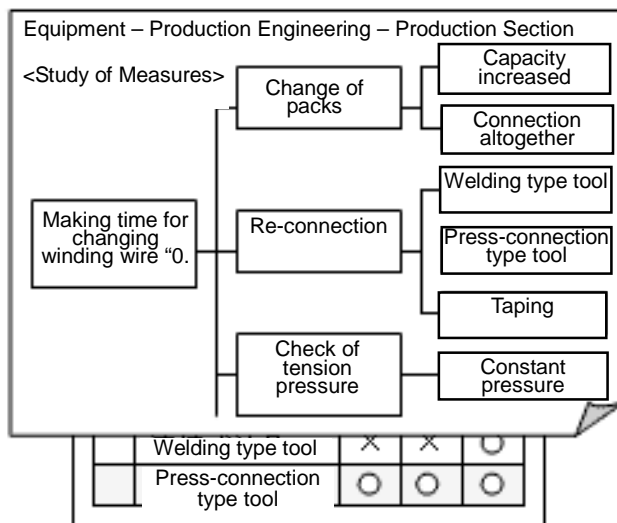 Equipment – Production Engineering – Production Section
<Study of Measures>
Change of
packs
Capacity
increased
Connection
altogether
Making time for
changing
winding wire “0.
Re-connection
Welding type tool
Press-connection
type tool
Taping
Check of
tension
pressure
Constant
pressure
Welding type tool
X X O
Press-connection
type tool
O O O